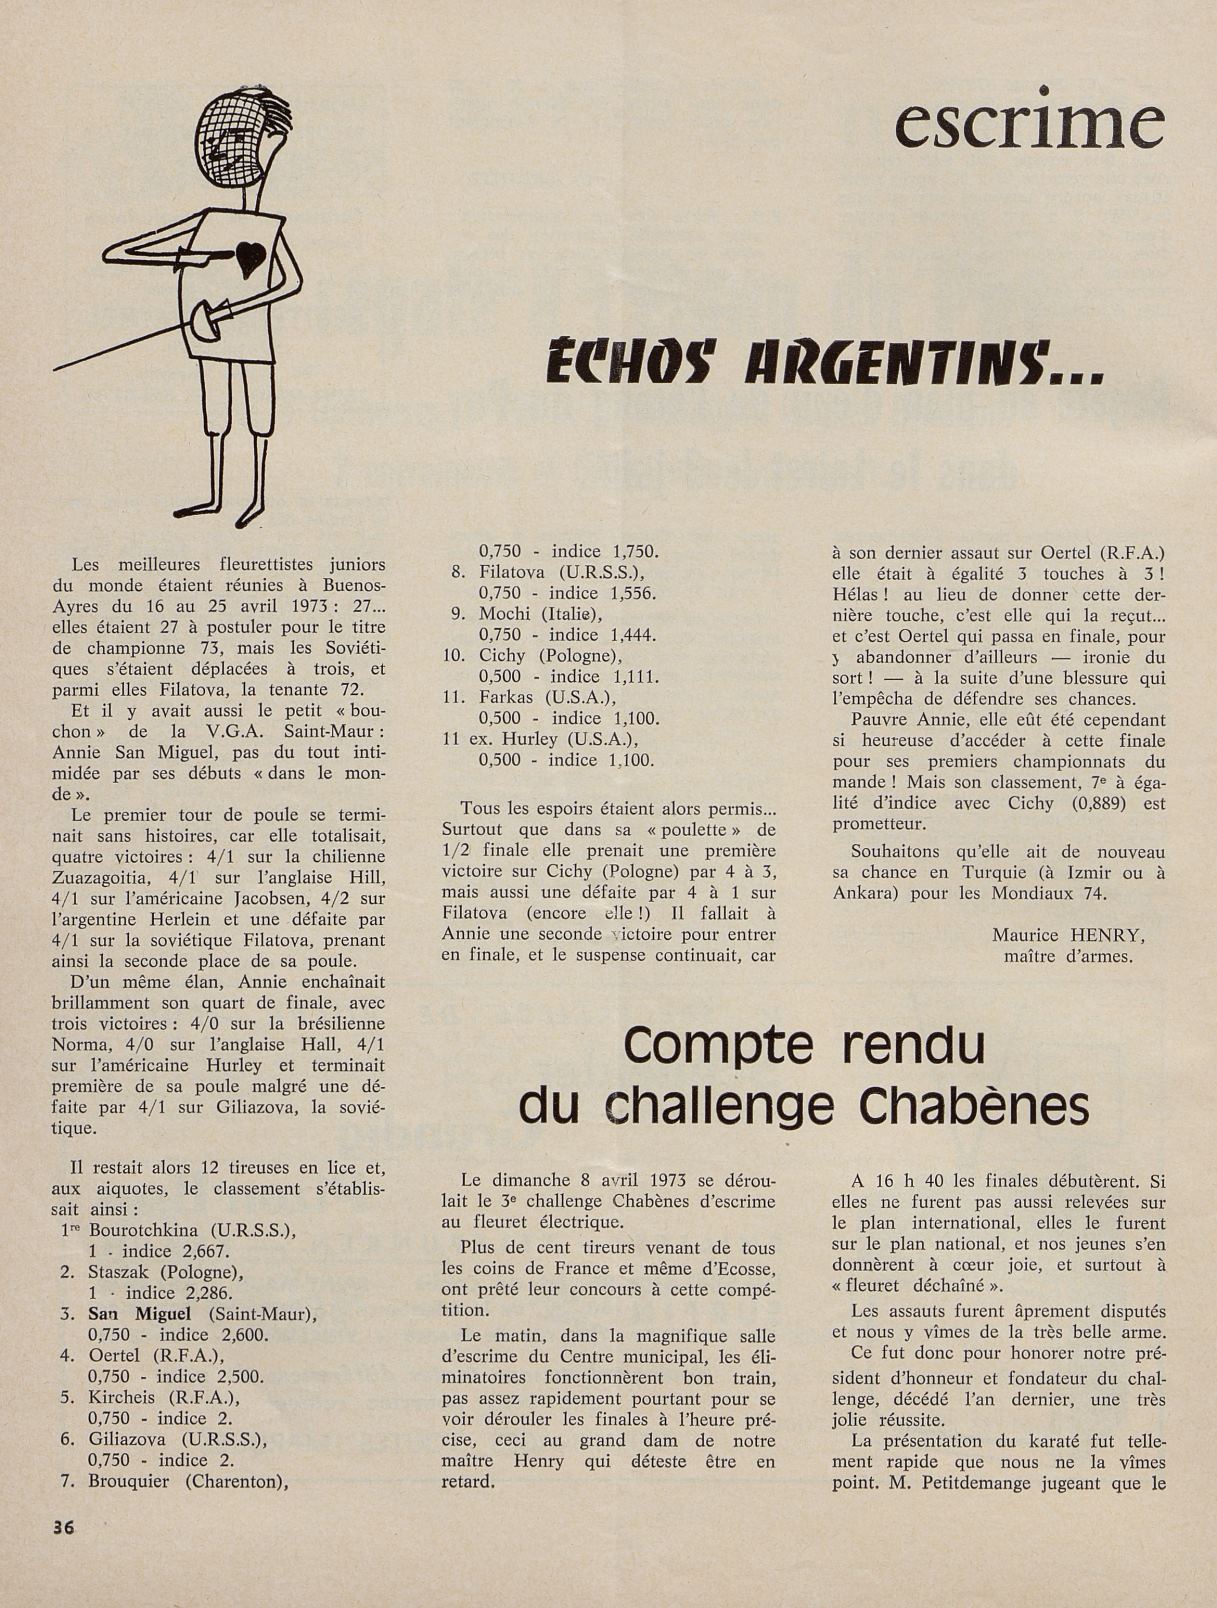 escrime
ÉCHOS ARGENTINS...
Les meilleures fleurettistes juniors
du monde étaient réunies à Buenos-
Ayres du 16 au 25 avril 1973 : 27...
elles étaient 27 à postuler pour le titre
de championne 73, mais les Soviéti-
ques s'étaient déplacées à trois, et
parmi elles Filatova, la tenante 72.
Et il y avait aussi le petit « bou-
chon » de la V.G.A. Saint-Maur :
Annie San Miguel, pas du tout inti-
midée par ses débuts « dans le mon-
de ».
Le premier tour de poule se termi-
nait sans histoires, car elle totalisait,
quatre victoires : 4/1 sur la chilienne
Zuazagoitia, 4/1 sur l'anglaise Hill,
4/1 sur l'américaine Jacobsen, 4/2 sur
l'argentine Herlein et une défaite par
4/1 sur la soviétique Filatova, prenant
ainsi la seconde place de sa poule.
D'un même élan, Annie enchaînait
brillamment son quart de finale, avec
trois victoires : 4/0 sur la brésilienne
Norma, 4/0 sur l'anglaise Hall, 4/1
sur l'américaine Hurley et terminait
première de sa poule malgré une dé-
faite par 4/1 sur Giliazova, la sovié-
tique.
Il restait alors 12 tireuses en lice et,
aux aiquotes, le classement s'établis-
sait ainsi :
1re Bourotchkina (U.R.S.S.),
1 - indice 2,667.
2. Staszak (Pologne),
1 - indice 2,286.
3. San Miguel (Saint-Maur),
0,750 - indice 2,600.
4. Oertel (R.F.A.),
0,750 - indice 2,500.
5. Kircheis (R.F.A.),
0,750 - indice 2.
6. Giliazova (U.R.S.S.),
0,750 - indice 2.
7. Brouquier (Charenton),
0,750 - indice 1,750.
8. Filatova (U.R.S.S.),
0,750 - indice 1,556.
9. Mochi (Italie),
0,750 - indice 1,444.
10. Cichy (Pologne),
0,500 - indice 1,111.
11. Farkas (U.S.A.),
0,500 - indice 1,100.
11 ex. Hurley (U.S.A.),
0,500 - indice 1,100.
Tous les espoirs étaient alors permis...
Surtout que dans sa « poulette » de
1/2 finale elle prenait une première
victoire sur Cichy (Pologne) par 4 à 3,
mais aussi une défaite par 4 à 1 sur
Filatova (encore elle !) Il fallait à
Annie une seconde victoire pour entrer
en finale, et le suspense continuait, car
à son dernier assaut sur Oertel (R.F.A.)
elle était à égalité 3 touches à 3 !
Hélas ! au lieu de donner cette der-
nière touche, c'est elle qui la reçut...
et c'est Oertel qui passa en finale, pour
y abandonner d'ailleurs — ironie du
sort ! — à la suite d'une blessure qui
l'empêcha de défendre ses chances.
Pauvre Annie, elle eût été cependant
si heureuse d'accéder à cette finale
pour ses premiers championnats du
mande ! Mais son classement, 7e à éga-
lité d'indice avec Cichy (0,889) est
prometteur.
Souhaitons qu'elle ait de nouveau
sa chance en Turquie (à Izmir ou à
Ankara) pour les Mondiaux 74.
Maurice HENRY,
maître d'armes.
Compte rendu
du challenge Chabènes
Le dimanche 8 avril 1973 se dérou-
lait le 3e challenge Chabènes d'escrime
au fleuret électrique.
Plus de cent tireurs venant de tous
les coins de France et même d'Ecosse,
ont prêté leur concours à cette compé-
tition.
Le matin, dans la magnifique salle
d'escrime du Centre municipal, les éli-
minatoires fonctionnèrent bon train,
pas assez rapidement pourtant pour se
voir dérouler les finales à l'heure pré-
cise, ceci au grand dam de notre
maître Henry qui déteste être en
retard.
A 16 h 40 les finales débutèrent. Si
elles ne furent pas aussi relevées sur
le plan international, elles le furent
sur le plan national, et nos jeunes s'en
donnèrent à cœur joie, et surtout à
« fleuret déchaîné ».
Les assauts furent âprement disputés
et nous y vîmes de la très belle arme.
Ce fut donc pour honorer notre pré-
sident d'honneur et fondateur du chal-
lenge, décédé l'an dernier, une très
jolie réussite.
La présentation du karaté fut telle-
ment rapide que nous ne la vîmes
point. M. Petitdemange jugeant que le
36